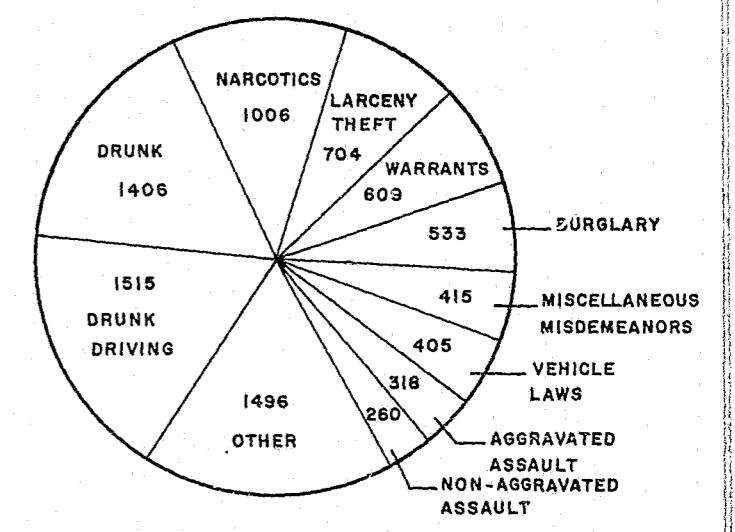 NARCOTICS
1006
LARCENY
THEFT
704
WARRANTS
609
533
BURGLARY
415
MISCELLANEOUS
MISDEMEANORS
405
VEHICLE
LAWS
318
AGGRAVATED
ASSAULT
260
NON-AGGRAVATED
ASSAULT
1496
OTHER
1515
DRUNK
DRIVING
DRUNK
1406